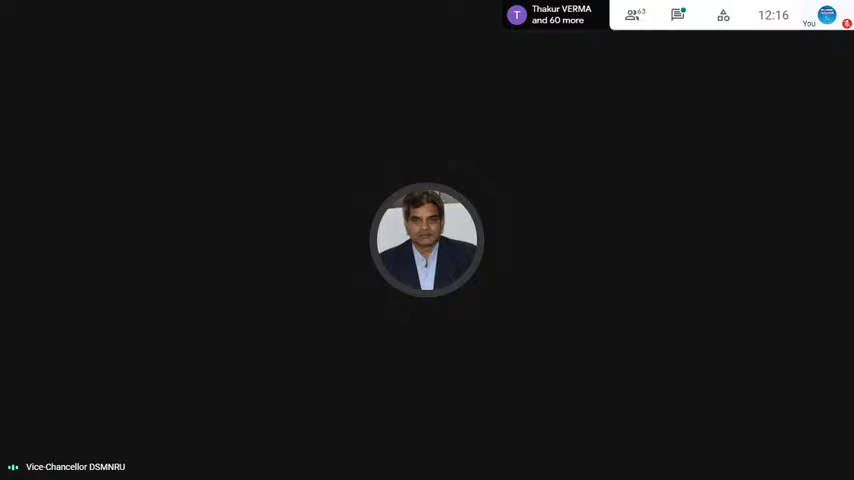 T
Thakur VERMA
and 60 more
63
12:16
You
Vice-Chancellor DSMNRU